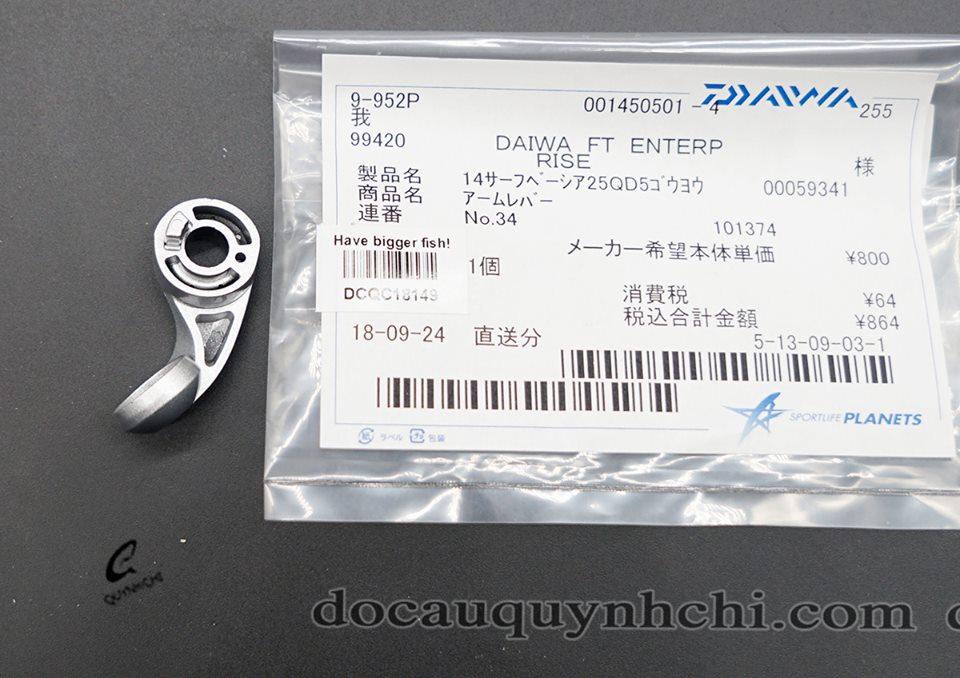 9-952P
001450501 -4
DAIWA
255
我
99420
DAIWA FT ENTERP
RISE
様
製品名
14サーフベーシア25QD5ゴウヨウ
00059341
商品名
アームレバー
連番
No.34
101374
Have bigger fish!
DCQC18149
1個
メーカー希望本体単価
¥800
消費税
¥64
税込合計金額
¥864
18-09-24
直送分
5-13-09-03-1
SPORTLIFE PLANETS
紙 ラベル プラ 包装
QUYNHCHI
docauquynhchi.com